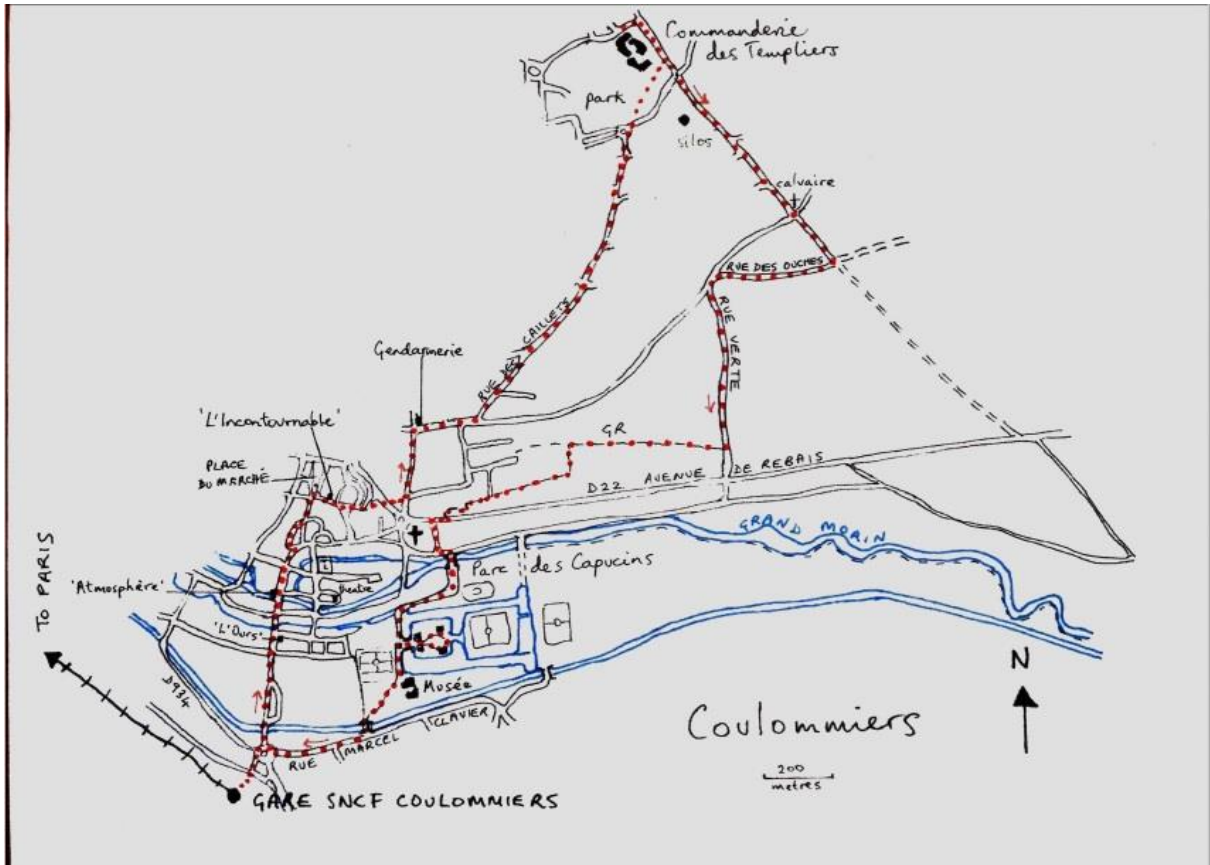 Commanderie
des Templiers
park
silos
calvaire
RUE DES OUCHES
RUE VERTE
RUE DES CAILLETS
Gendarmerie
'L'Incontournable'
GR
PLACE
DU MARCHÉ
D22 AVENUE DE REBAIS
GRAND MORIN
Parc des Capucins
'Atmosphère'
theatre
'L'Ours'
TO PARIS
D934
Musée
RUE MARCEL CLAVIER
N
Coulommiers
200
metres
GARE SNCF COULOMMIERS